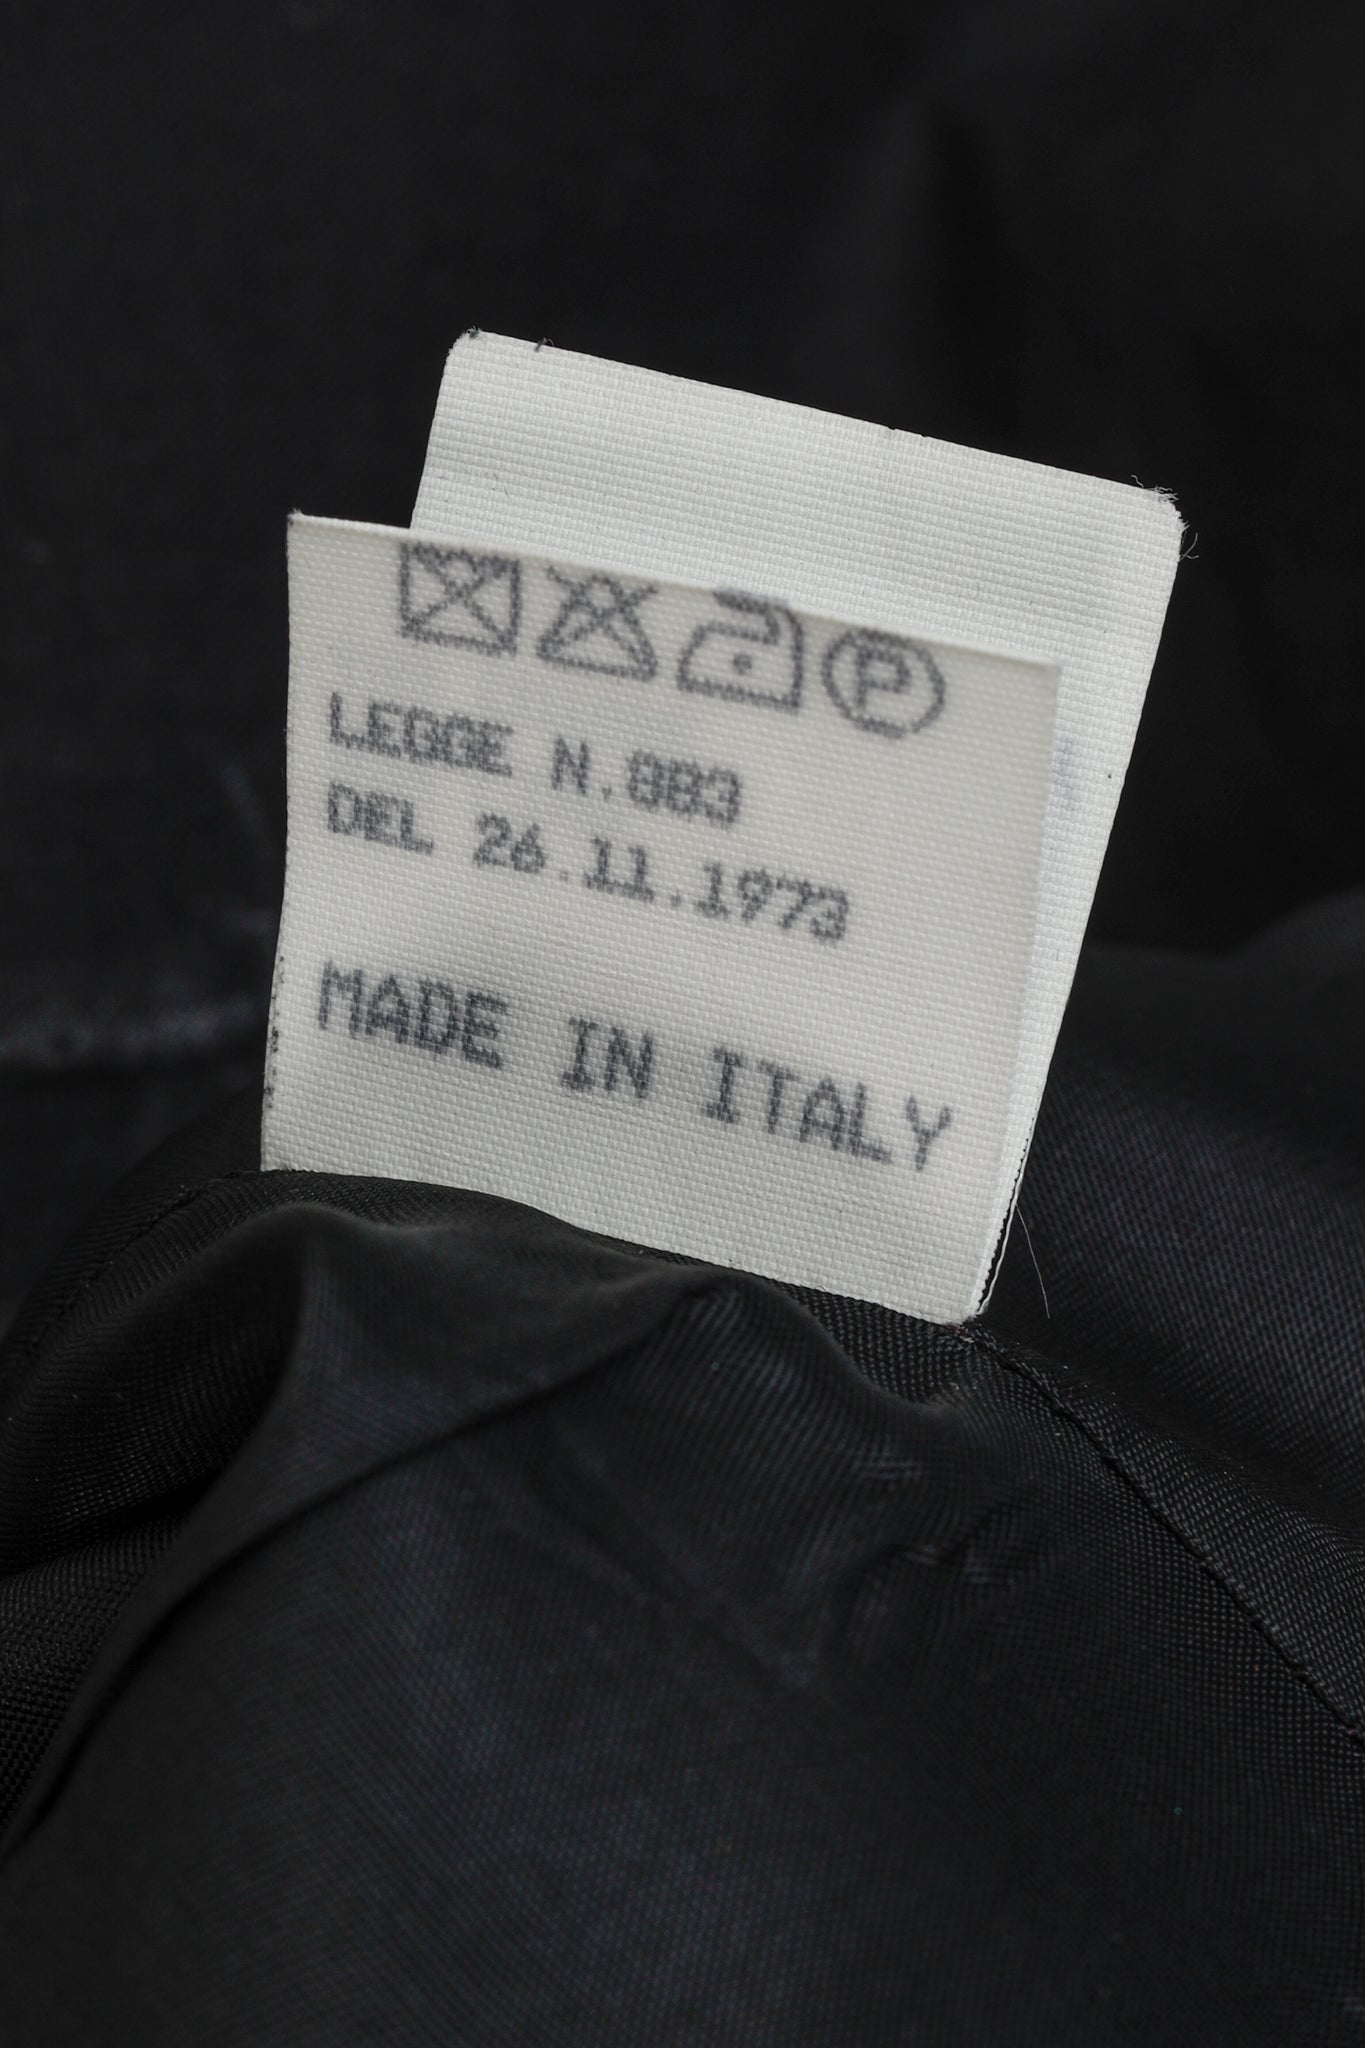 LEGGE N.883
DEL 26.11.1973
MADE IN ITALY